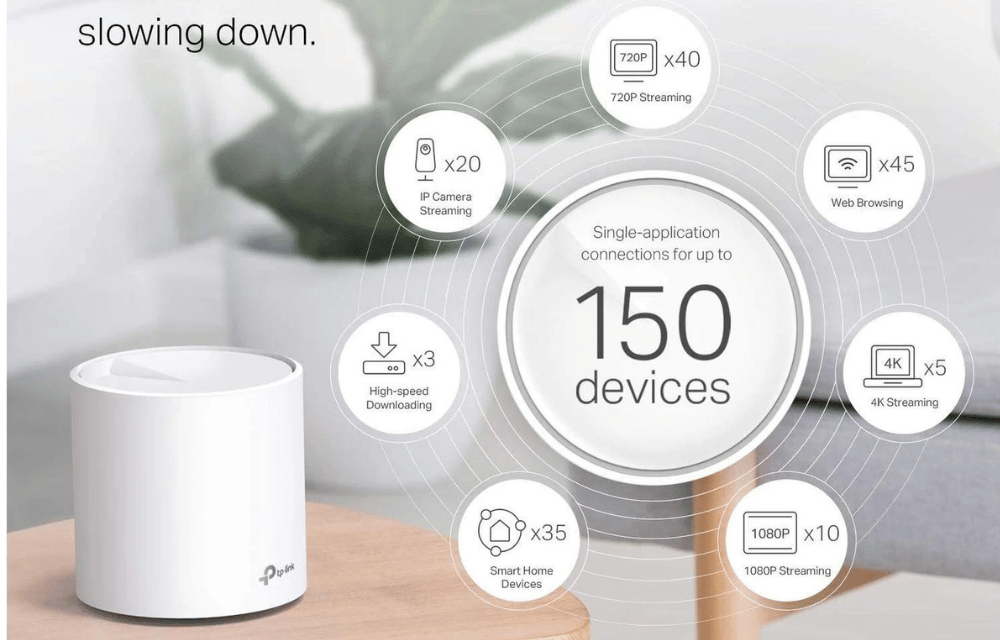 slowing down.
720P x40
720P Streaming
x20
IP Camera
Streaming
x45
Web Browsing
Single-application
connections for up to
150
devices
x3
High-speed
Downloading
4K x5
4K Streaming
x35
Smart Home
Devices
1080P x10
1080P Streaming
tp-link